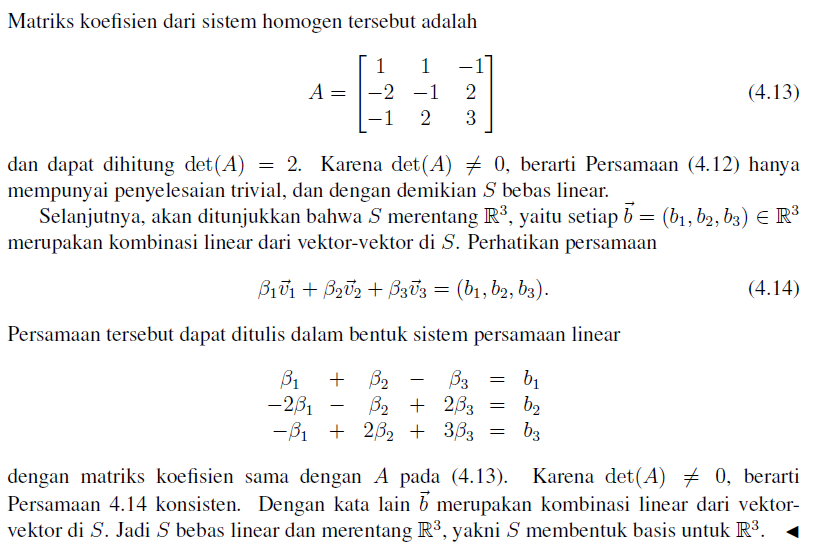 Matriks koefisien dari sistem homogen tersebut adalah
A = [ 1 1 −1 ; −2 −1 2 ; −1 2 3 ] (4.13)
dan dapat dihitung det(A) = 2. Karena det(A) ≠ 0, berarti Persamaan (4.12) hanya
mempunyai penyelesaian trivial, dan dengan demikian S bebas linear.
Selanjutnya, akan ditunjukkan bahwa S merentang ℝ³, yaitu setiap b⃗ = (b₁, b₂, b₃) ∈ ℝ³
merupakan kombinasi linear dari vektor-vektor di S. Perhatikan persamaan
β₁v⃗₁ + β₂v⃗₂ + β₃v⃗₃ = (b₁, b₂, b₃). (4.14)
Persamaan tersebut dapat ditulis dalam bentuk sistem persamaan linear
β₁ + β₂ − β₃ = b₁
−2β₁ − β₂ + 2β₃ = b₂
−β₁ + 2β₂ + 3β₃ = b₃
dengan matriks koefisien sama dengan A pada (4.13). Karena det(A) ≠ 0, berarti
Persamaan 4.14 konsisten. Dengan kata lain b⃗ merupakan kombinasi linear dari vektor-
vektor di S. Jadi S bebas linear dan merentang ℝ³, yakni S membentuk basis untuk ℝ³. ◄